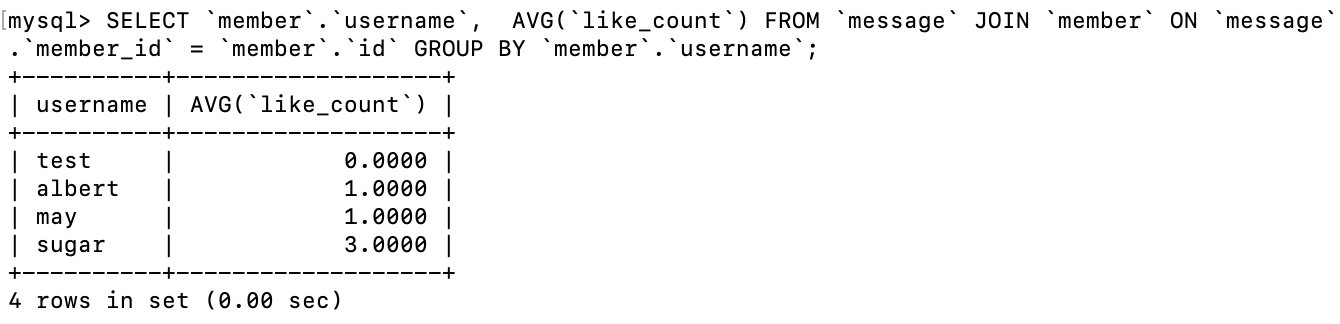 [mysql> SELECT `member`.`username`,  AVG(`like_count`) FROM `message` JOIN `member` ON `message`
.`member_id` = `member`.`id` GROUP BY `member`.`username`;
+----------+-------------------+
| username | AVG(`like_count`) |
+----------+-------------------+
| test     |            0.0000 |
| albert   |            1.0000 |
| may      |            1.0000 |
| sugar    |            3.0000 |
+----------+-------------------+
4 rows in set (0.00 sec)